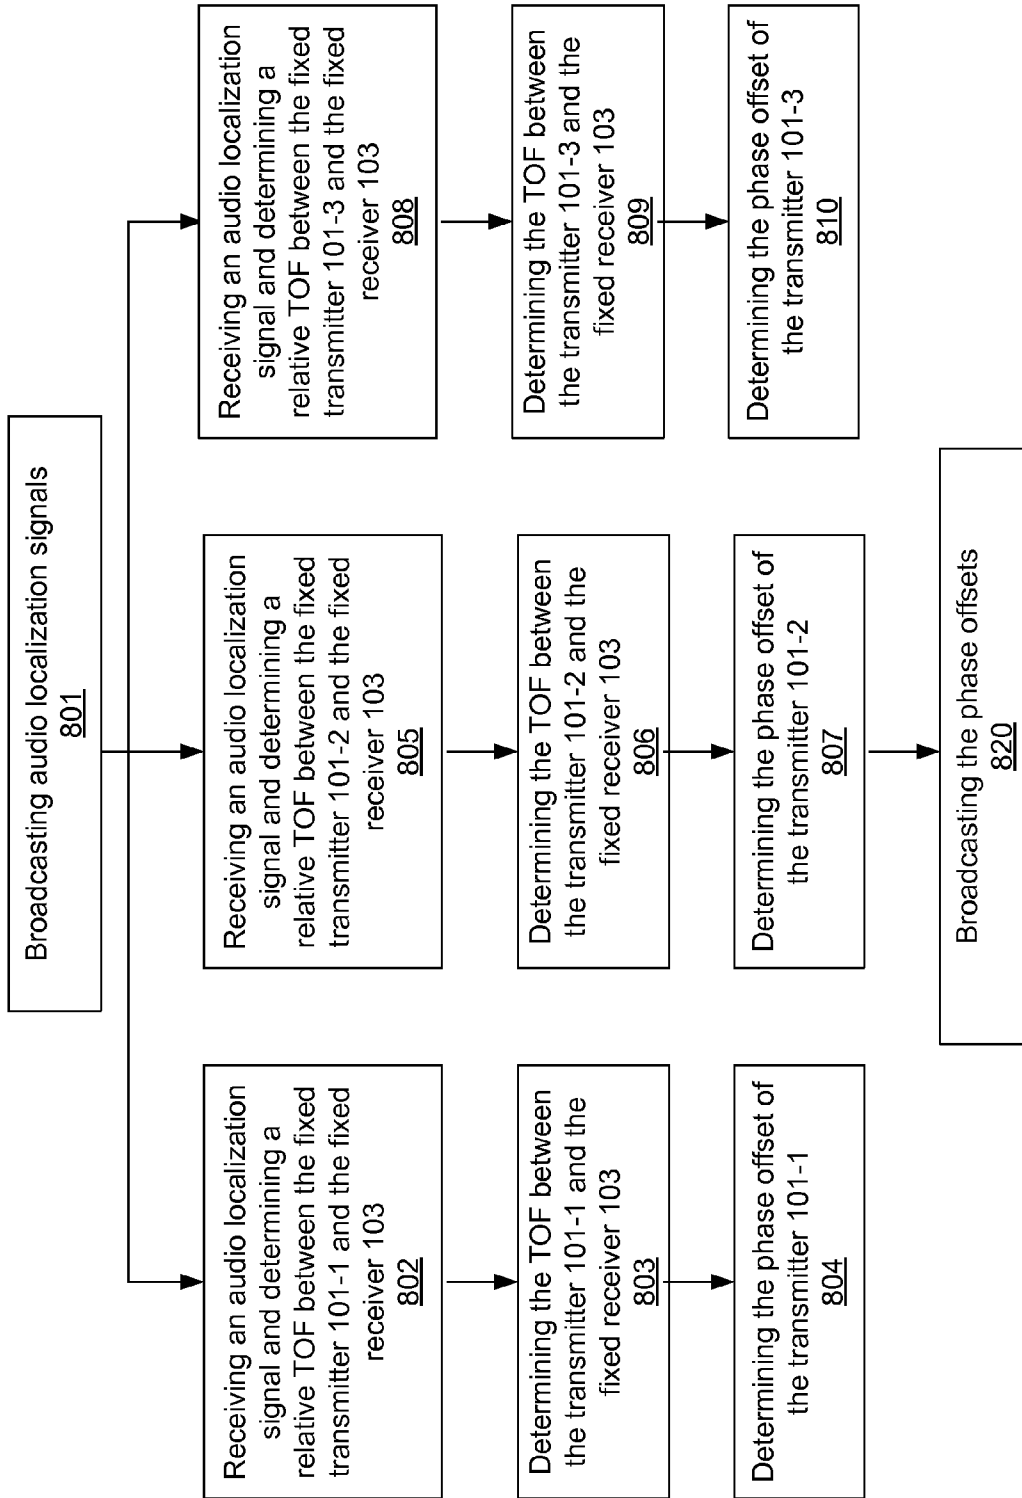 Broadcasting audio localization signals
801
Receiving an audio localization
signal and determining a
relative TOF between the fixed
transmitter 101-1 and the fixed
receiver 103
802
Determining the TOF between
the transmitter 101-1 and the
fixed receiver 103
803
Determining the phase offset of
the transmitter 101-1
804
Receiving an audio localization
signal and determining a
relative TOF between the fixed
transmitter 101-2 and the fixed
receiver 103
805
Determining the TOF between
the transmitter 101-2 and the
fixed receiver 103
806
Determining the phase offset of
the transmitter 101-2
807
Receiving an audio localization
signal and determining a
relative TOF between the fixed
transmitter 101-3 and the fixed
receiver 103
808
Determining the TOF between
the transmitter 101-3 and the
fixed receiver 103
809
Determining the phase offset of
the transmitter 101-3
810
Broadcasting the phase offsets
820